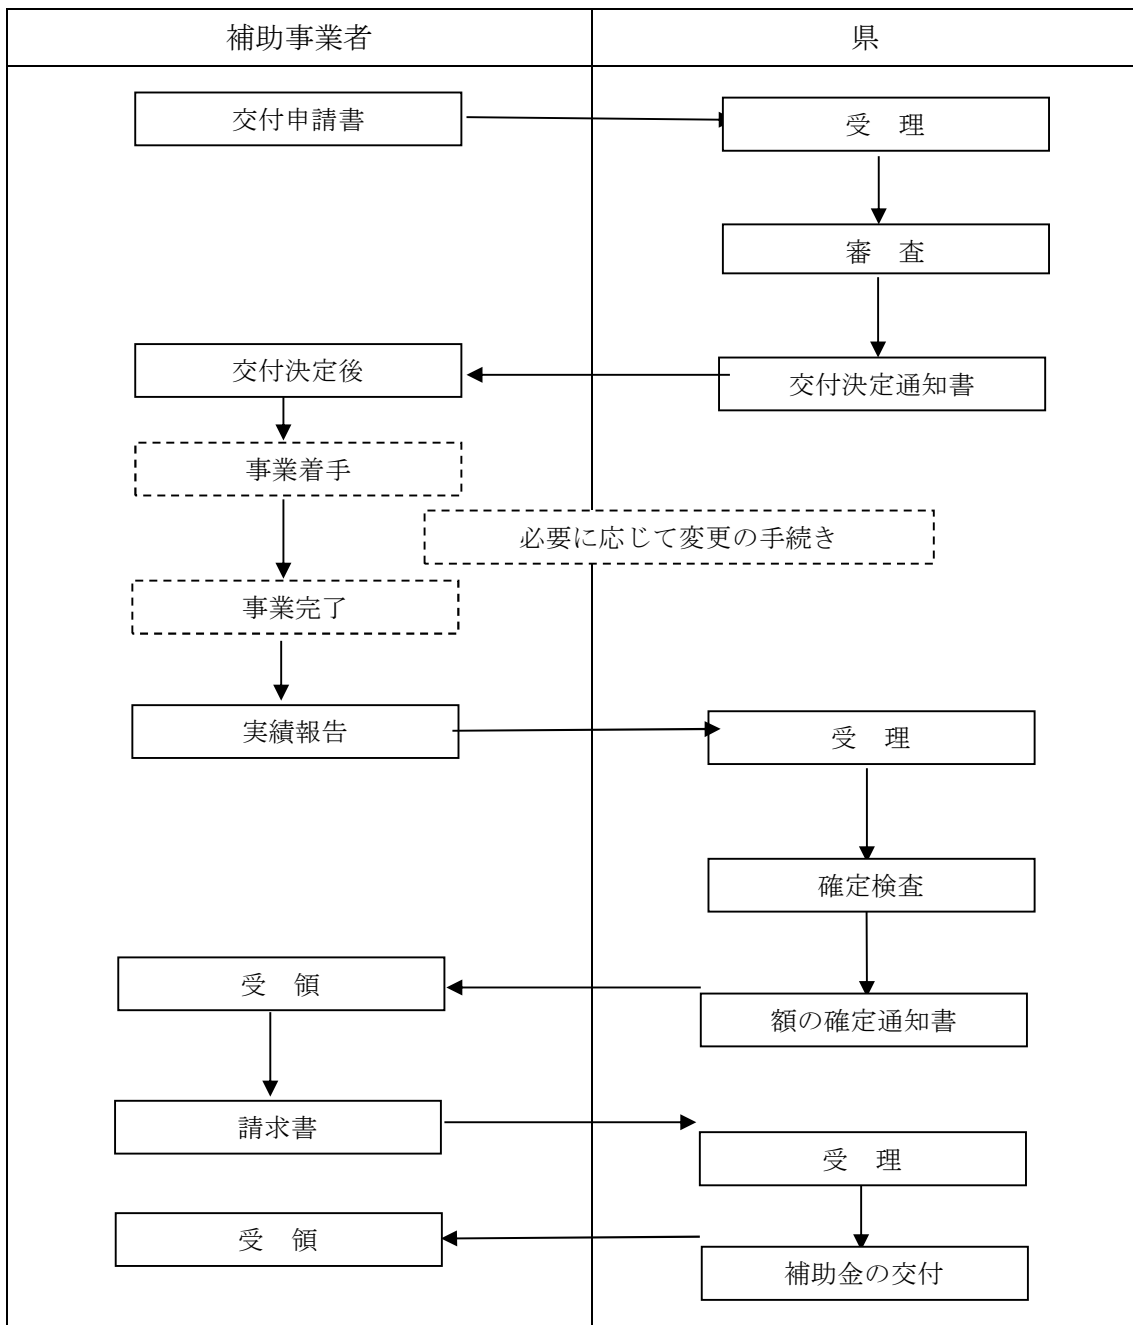 補助事業者
県
交付申請書
受　理
審　査
交付決定後
交付決定通知書
事業着手
必要に応じて変更の手続き
事業完了
実績報告
受　理
確定検査
受　領
額の確定通知書
請求書
受　理
受　領
補助金の交付